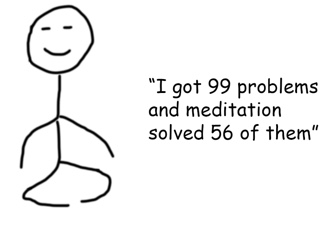 “I got 99 problems
and meditation
solved 56 of them”